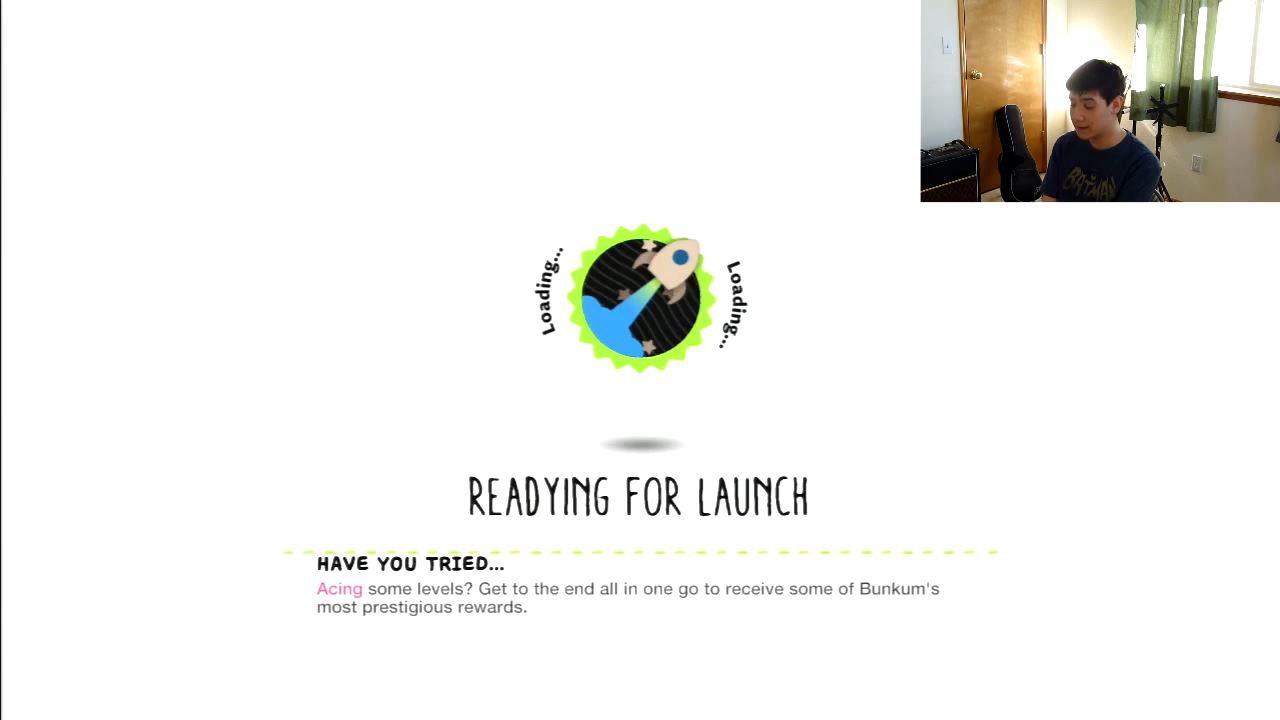 Loading...
Loading...
READYING FOR LAUNCH
HAVE YOU TRIED...
Acing some levels? Get to the end all in one go to receive some of Bunkum's
most prestigious rewards.
BATMAN